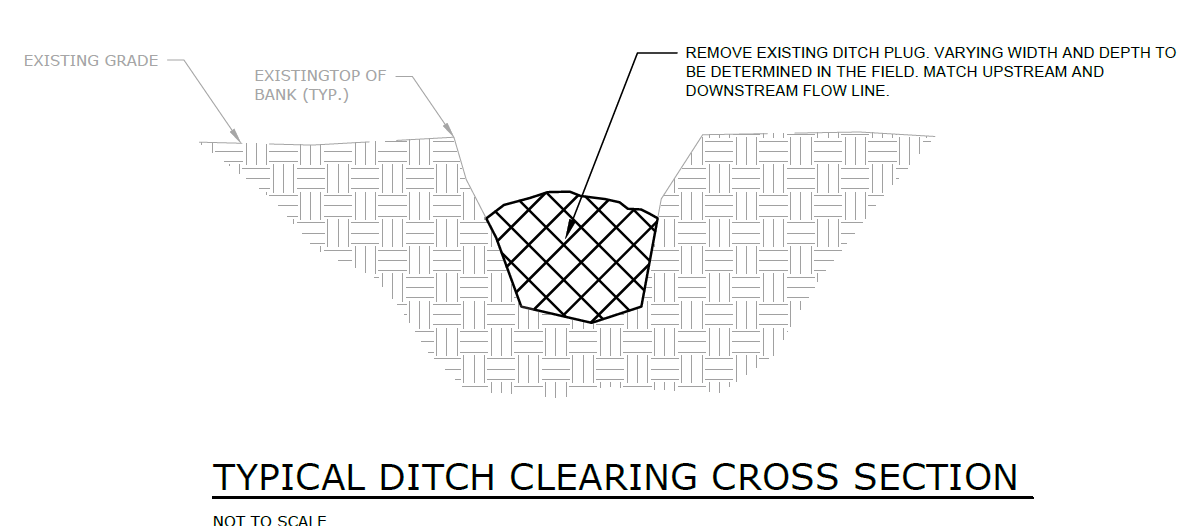 REMOVE EXISTING DITCH PLUG. VARYING WIDTH AND DEPTH TO
BE DETERMINED IN THE FIELD. MATCH UPSTREAM AND
DOWNSTREAM FLOW LINE.
EXISTING GRADE
EXISTINGTOP OF
BANK (TYP.)
TYPICAL DITCH CLEARING CROSS SECTION
NOT TO SCALE